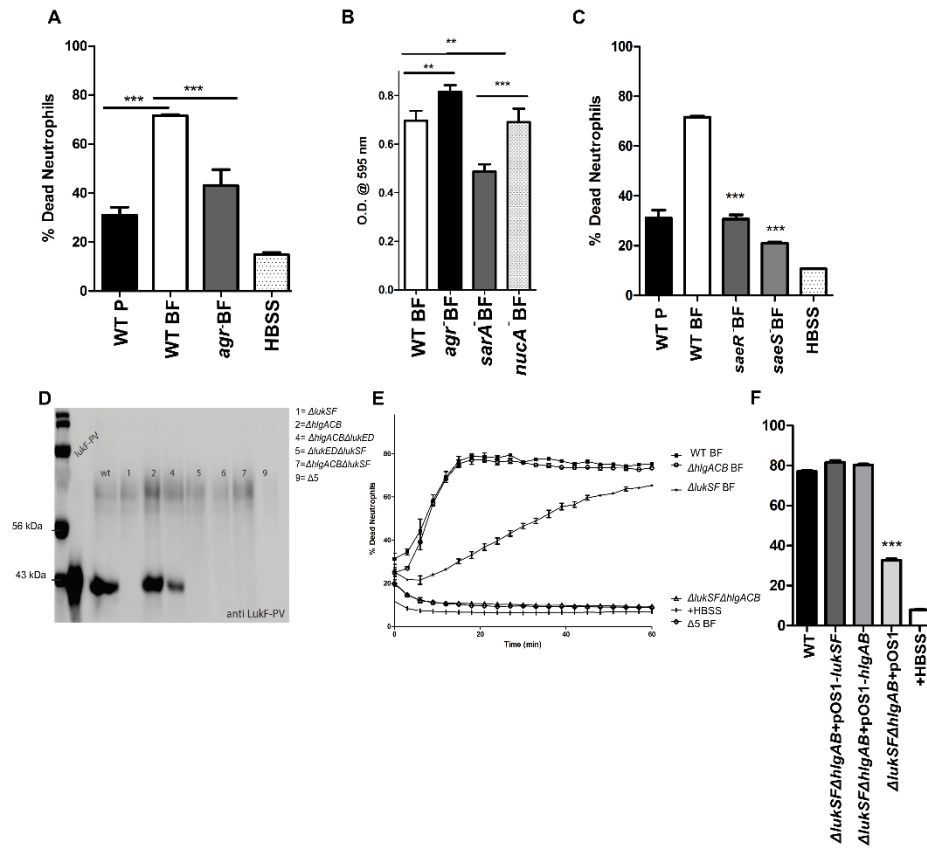 A
% Dead Neutrophils
100
80
60
40
20
0
***
***
WT P
WT BF
agr-BF
HBSS
B
O.D. @ 595 nm
0.8
0.6
0.4
0.2
0.0
**
**
***
WT BF
agr⁻BF
sarA⁻BF
nucA⁻BF
C
% Dead Neutrophils
100
80
60
40
20
0
***
***
WT P
WT BF
saeR⁻BF
saeS⁻BF
HBSS
D
lukF-PV
wt 1 2 4 5 6 7 9
56 kDa
43 kDa
anti LukF-PV
1= ΔlukSF
2=ΔhlgACB
4= ΔhlgACBΔlukED
5=ΔlukEDΔlukSF
7=ΔhlgACBΔlukSF
9= Δ5
E
% Dead Neutrophils
100
80
60
40
20
0
0 20 40 60
Time (min)
WT BF
ΔhlgACB BF
ΔlukSF BF
ΔlukSFΔhlgACB
+HBSS
Δ5 BF
F
100
80
60
40
20
0
***
WT
ΔlukSFΔhlgAB+pOS1-lukSF
ΔlukSFΔhlgAB+pOS1-hlgAB
ΔlukSFΔhlgAB+pOS1
+HBSS